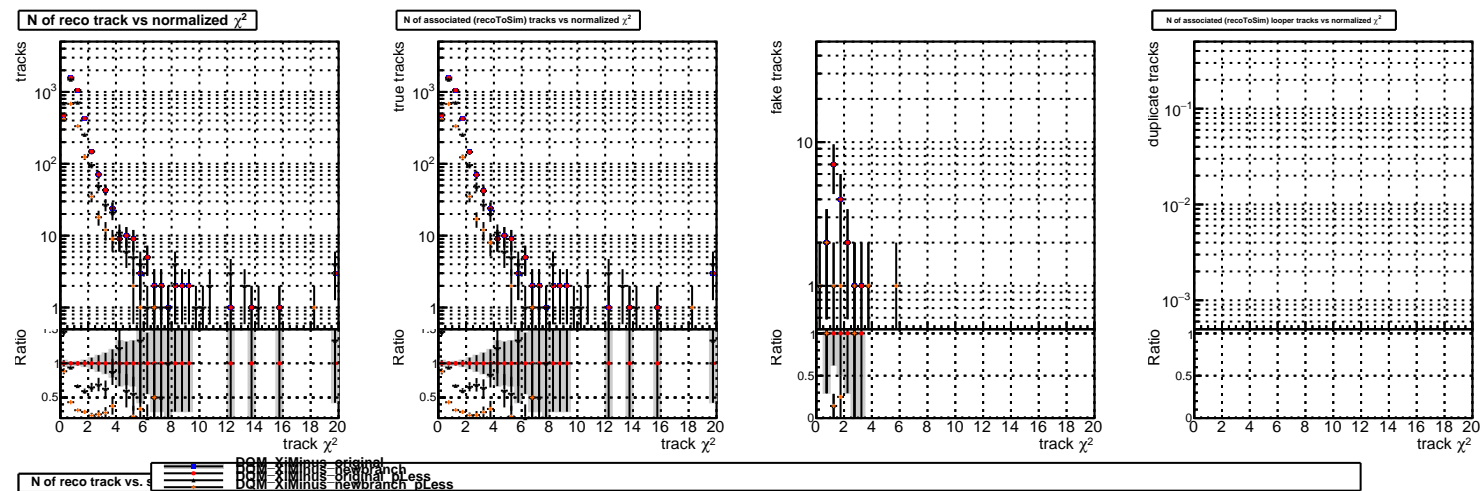 N of reco track vs normalized χ²
N of associated (recoToSim) tracks vs normalized χ²
N of associated (recoToSim) looper tracks vs normalized χ²
tracks
10³
10²
10
1
Ratio
1
0.5
0 2 4 6 8 10 12 14 16 18 20
track χ²
true tracks
10³
10²
10
1
Ratio
1
0.5
0 2 4 6 8 10 12 14 16 18 20
track χ²
fake tracks
10
1
Ratio
1
0.5
0
0 2 4 6 8 10 12 14 16 18 20
track χ²
duplicate tracks
10⁻¹
10⁻²
10⁻³
Ratio
1
0.5
0
0 2 4 6 8 10 12 14 16 18 20
track χ²
N of reco track vs.
DQM_XiMinus_original
DQM_XiMinus_newbranch
DQM_XiMinus_original_pLess
DQM_XiMinus_newbranch_pLess